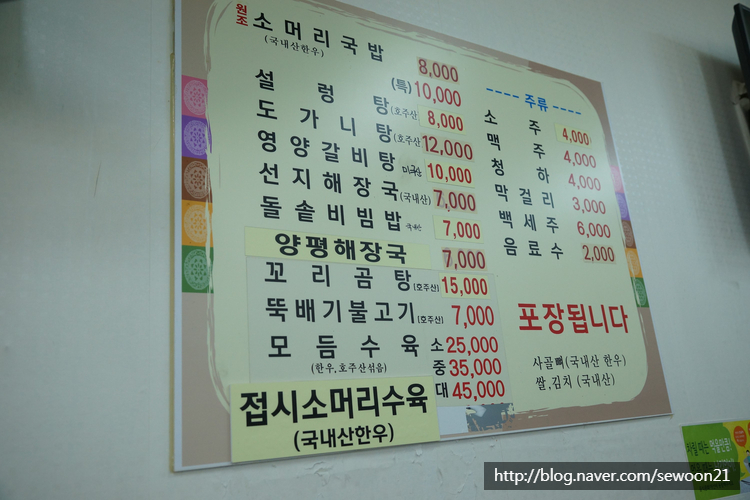 원조 소머리국밥 8,000
(국내산한우)
(특) 10,000
설렁탕 (호주산 8,000
도가니탕 (호주산 12,000
영양갈비탕 10,000
선지해장국 (국내산) 7,000
돌솥비빔밥 7,000
양평해장국 7,000
꼬리곰탕 (호주산) 15,000
뚝배기불고기 (호주산) 7,000
모듬수육 소 25,000
(한우,호주산섞음) 중 35,000
대 45,000
접시소머리수육
(국내산한우)
---- 주류 ----
소주 4,000
맥주 4,000
청하 4,000
막걸리 3,000
백세주 6,000
음료수 2,000
포장됩니다
사골뼈(국내산 한우)
쌀,김치 (국내산)
http://blog.naver.com/sewoon21